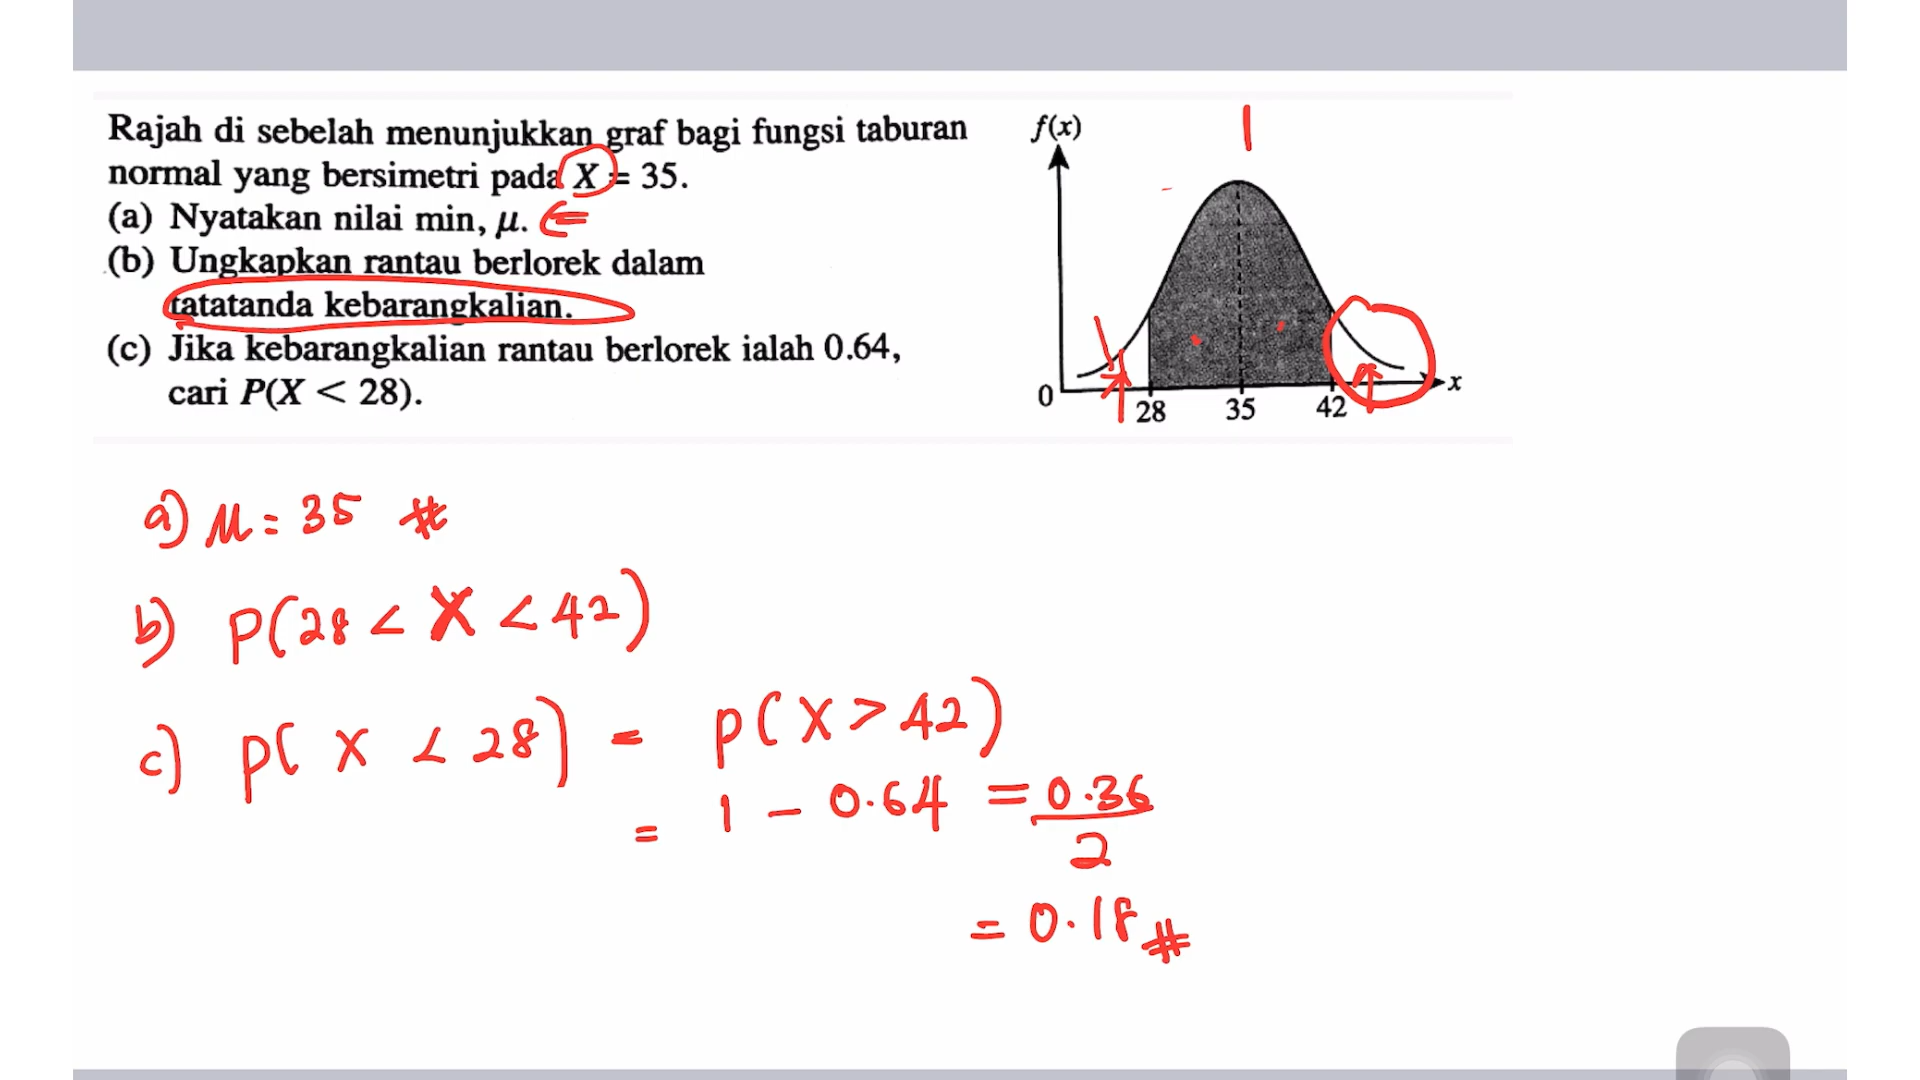 Rajah di sebelah menunjukkan graf bagi fungsi taburan
normal yang bersimetri pada X = 35.
(a) Nyatakan nilai min, μ.
(b) Ungkapkan rantau berlorek dalam
tatatanda kebarangkalian.
(c) Jika kebarangkalian rantau berlorek ialah 0.64,
cari P(X < 28).
f(x)
1
0
28
35
42
x
a) μ = 35 #
b) P(28 < X < 42)
c) P( X < 28) = P(X > 42)
= 1 - 0.64 = 0.36
2
= 0.18 #